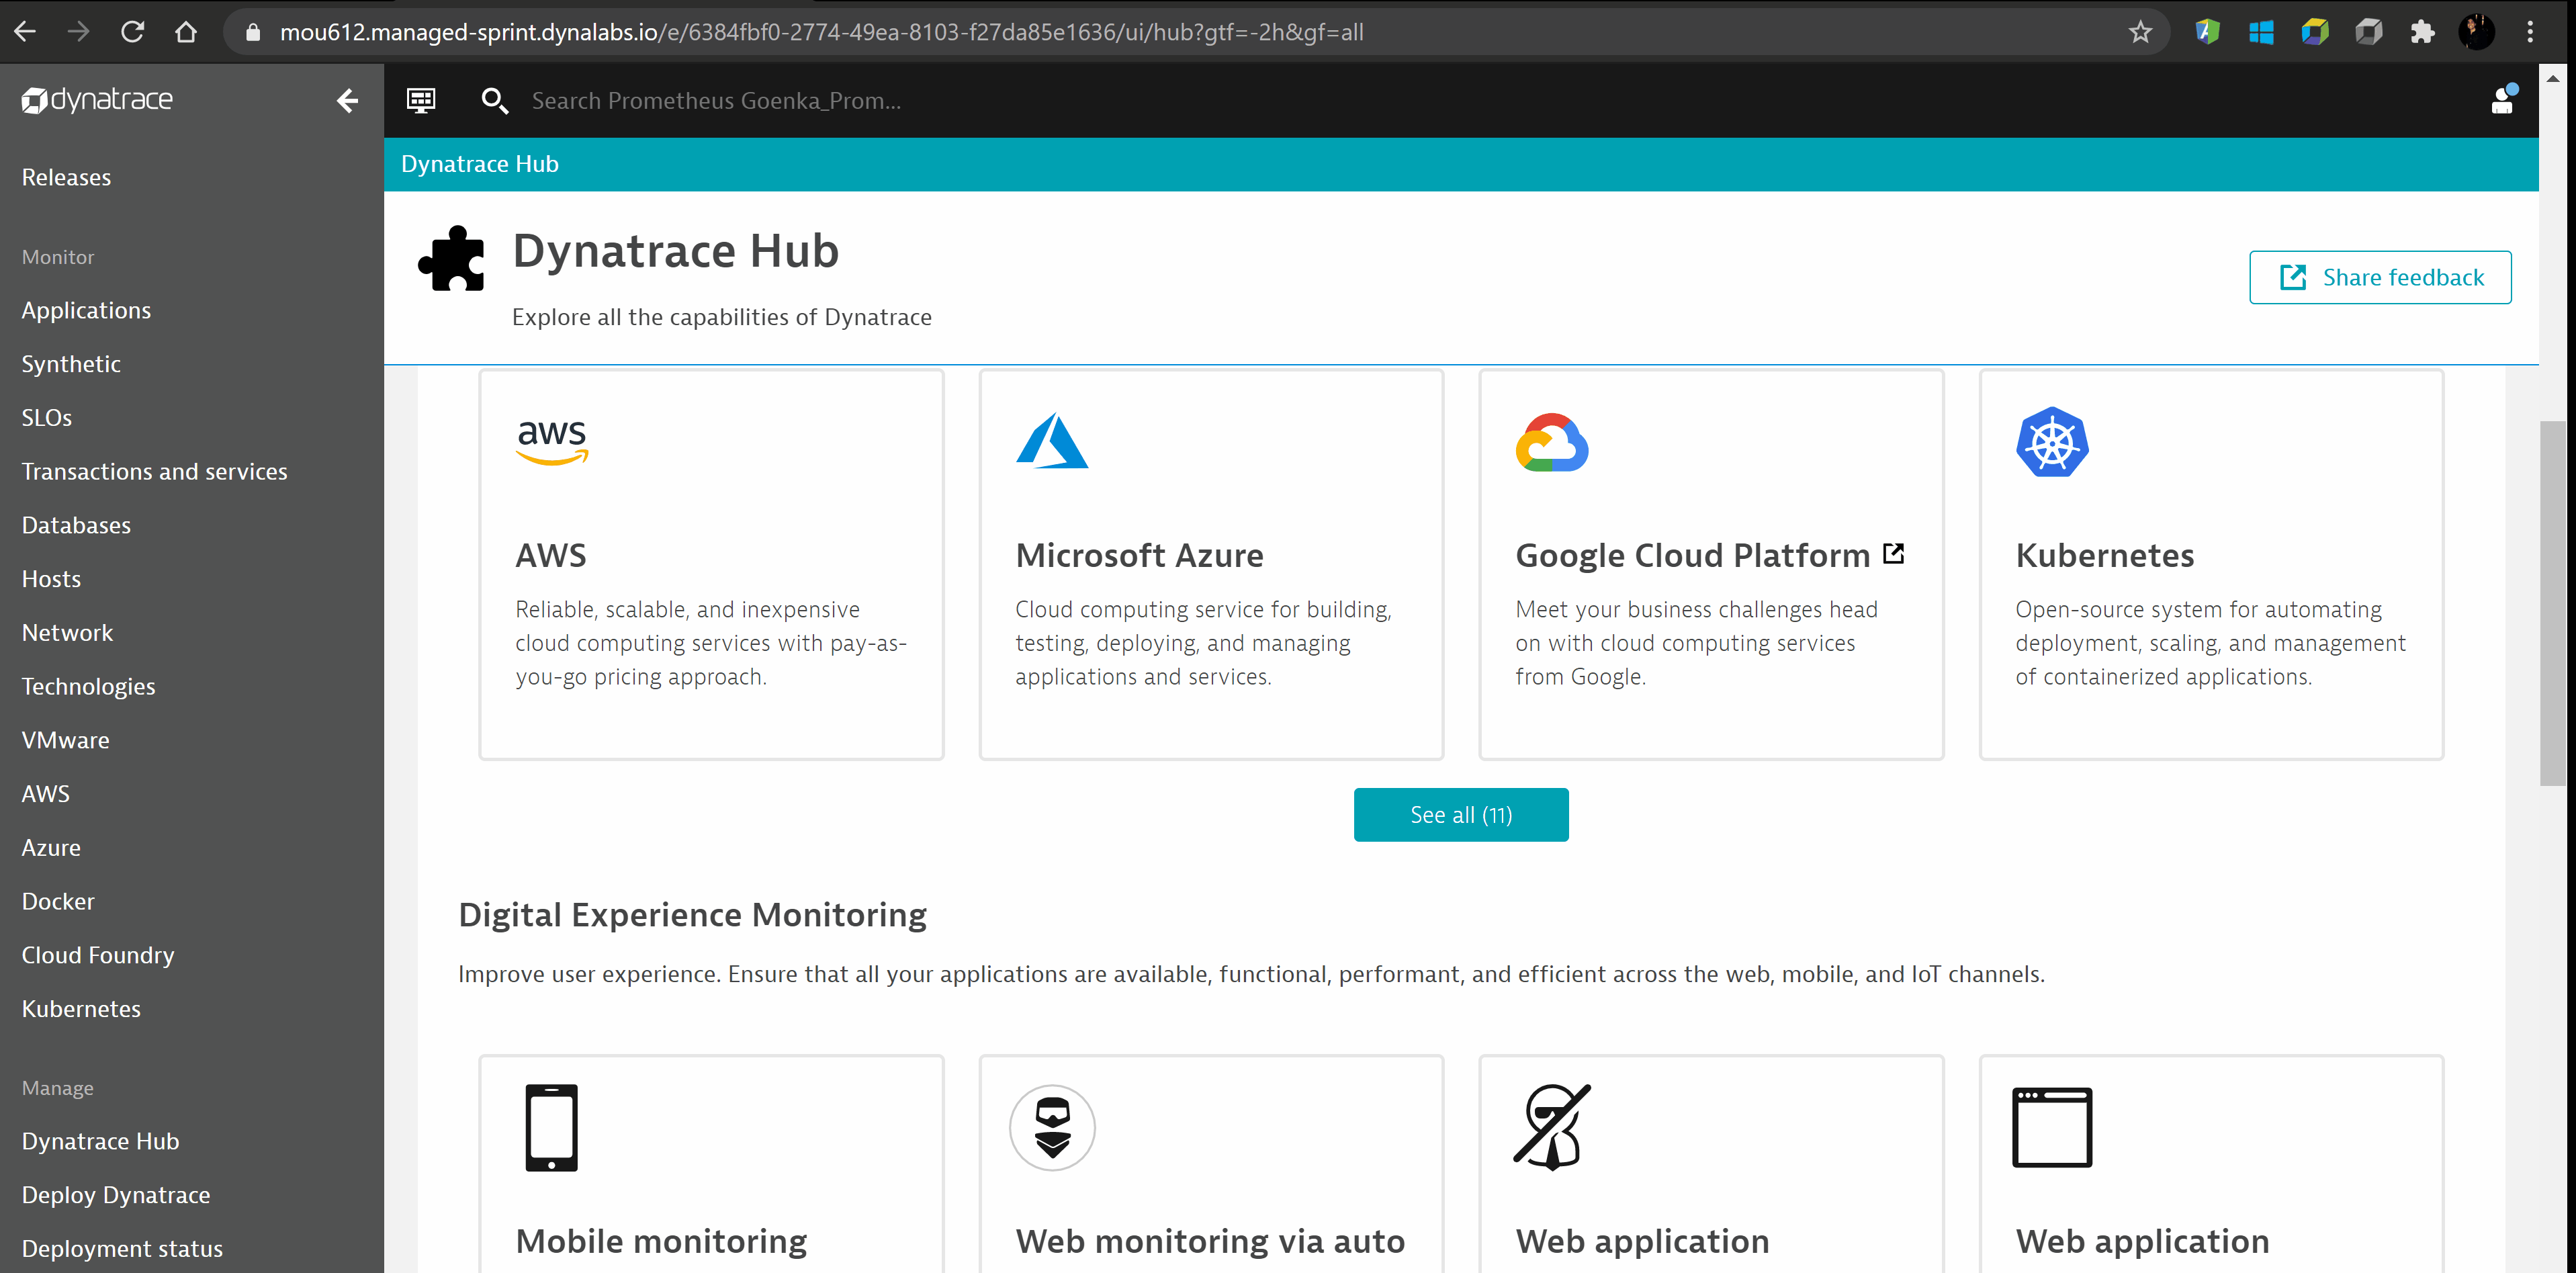 mou612.managed-sprint.dynalabs.io/e/6384fbf0-2774-49ea-8103-f27da85e1636/ui/hub?gtf=-2h&gf=all
dynatrace
Search Prometheus Goenka_Prom...
Releases
Monitor
Applications
Synthetic
SLOs
Transactions and services
Databases
Hosts
Network
Technologies
VMware
AWS
Azure
Docker
Cloud Foundry
Kubernetes
Manage
Dynatrace Hub
Deploy Dynatrace
Deployment status
Dynatrace Hub
Dynatrace Hub
Explore all the capabilities of Dynatrace
Share feedback
aws
AWS
Reliable, scalable, and inexpensive
cloud computing services with pay-as-
you-go pricing approach.
Microsoft Azure
Cloud computing service for building,
testing, deploying, and managing
applications and services.
Google Cloud Platform
Meet your business challenges head
on with cloud computing services
from Google.
Kubernetes
Open-source system for automating
deployment, scaling, and management
of containerized applications.
See all (11)
Digital Experience Monitoring
Improve user experience. Ensure that all your applications are available, functional, performant, and efficient across the web, mobile, and IoT channels.
Mobile monitoring
Web monitoring via auto
Web application
Web application